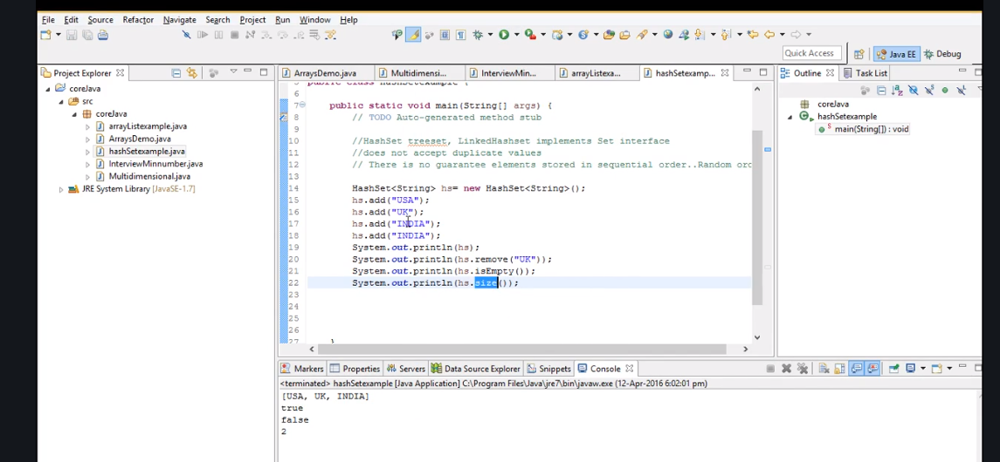 File Edit Source Refactor Navigate Search Project Run Window Help
Quick Access
Java EE
Debug
Project Explorer
coreJava
src
coreJava
arrayListexample.java
ArraysDemo.java
hashSetexample.java
InterviewMinnumber.java
Multidimensional.java
JRE System Library [JavaSE-1.7]
ArraysDemo.java
Multidimensi...
InterviewMin...
arrayListexa...
hashSetexamp...
6
7 public static void main(String[] args) {
8 // TODO Auto-generated method stub
9
10 //HashSet treeset, LinkedHashset implements Set interface
11 //does not accept duplicate values
12 // There is no guarantee elements stored in sequential order..Random ord
13
14 HashSet<String> hs= new HashSet<String>();
15 hs.add("USA");
16 hs.add("UK");
17 hs.add("INDIA");
18 hs.add("INDIA");
19 System.out.println(hs);
20 System.out.println(hs.remove("UK"));
21 System.out.println(hs.isEmpty());
22 System.out.println(hs.size());
23
24
25
26
27 }
Outline
Task List
coreJava
hashSetexample
main(String[]) : void
Markers
Properties
Servers
Data Source Explorer
Snippets
Console
<terminated> hashSetexample [Java Application] C:\Program Files\Java\jre7\bin\javaw.exe (12-Apr-2016 6:02:01 pm)
[USA, UK, INDIA]
true
false
2